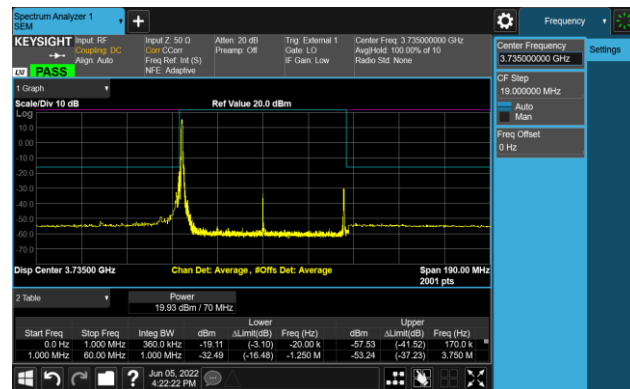 Spectrum Analyzer 1
SEM
Frequency
KEYSIGHT
Input: RF
Coupling: DC
Align: Auto
Input Z: 50 Ω
Corr CCorr
Freq Ref: Int (S)
NFE: Adaptive
Atten: 20 dB
Preamp: Off
Trig: External 1
Gate: LO
IF Gain: Low
Center Freq: 3.735000000 GHz
Avg|Hold: 100.00% of 10
Radio Std: None
LXI
PASS
Center Frequency
3.735000000 GHz
Settings
CF Step
19.000000 MHz
Auto
Man
Freq Offset
0 Hz
1 Graph
Scale/Div 10 dB
Ref Value 20.0 dBm
Log
10.0
0.00
-10.0
-20.0
-30.0
-40.0
-50.0
-60.0
-70.0
Disp Center 3.73500 GHz
Chan Det: Average , #Offs Det: Average
Span 190.00 MHz
2001 pts
2 Table
Power
19.93 dBm / 70 MHz
Lower Upper
Start Freq Stop Freq Integ BW dBm ΔLimit(dB) Freq (Hz) dBm ΔLimit(dB) Freq (Hz)
0.0 Hz 1.000 MHz 360.0 kHz -19.11 (-3.10) -20.00 k -57.53 (-41.52) 170.0 k
1.000 MHz 60.00 MHz 1.000 MHz -32.49 (-16.48) -1.250 M -53.24 (-37.23) 3.750 M
?
Jun 05, 2022
4:22:22 PM